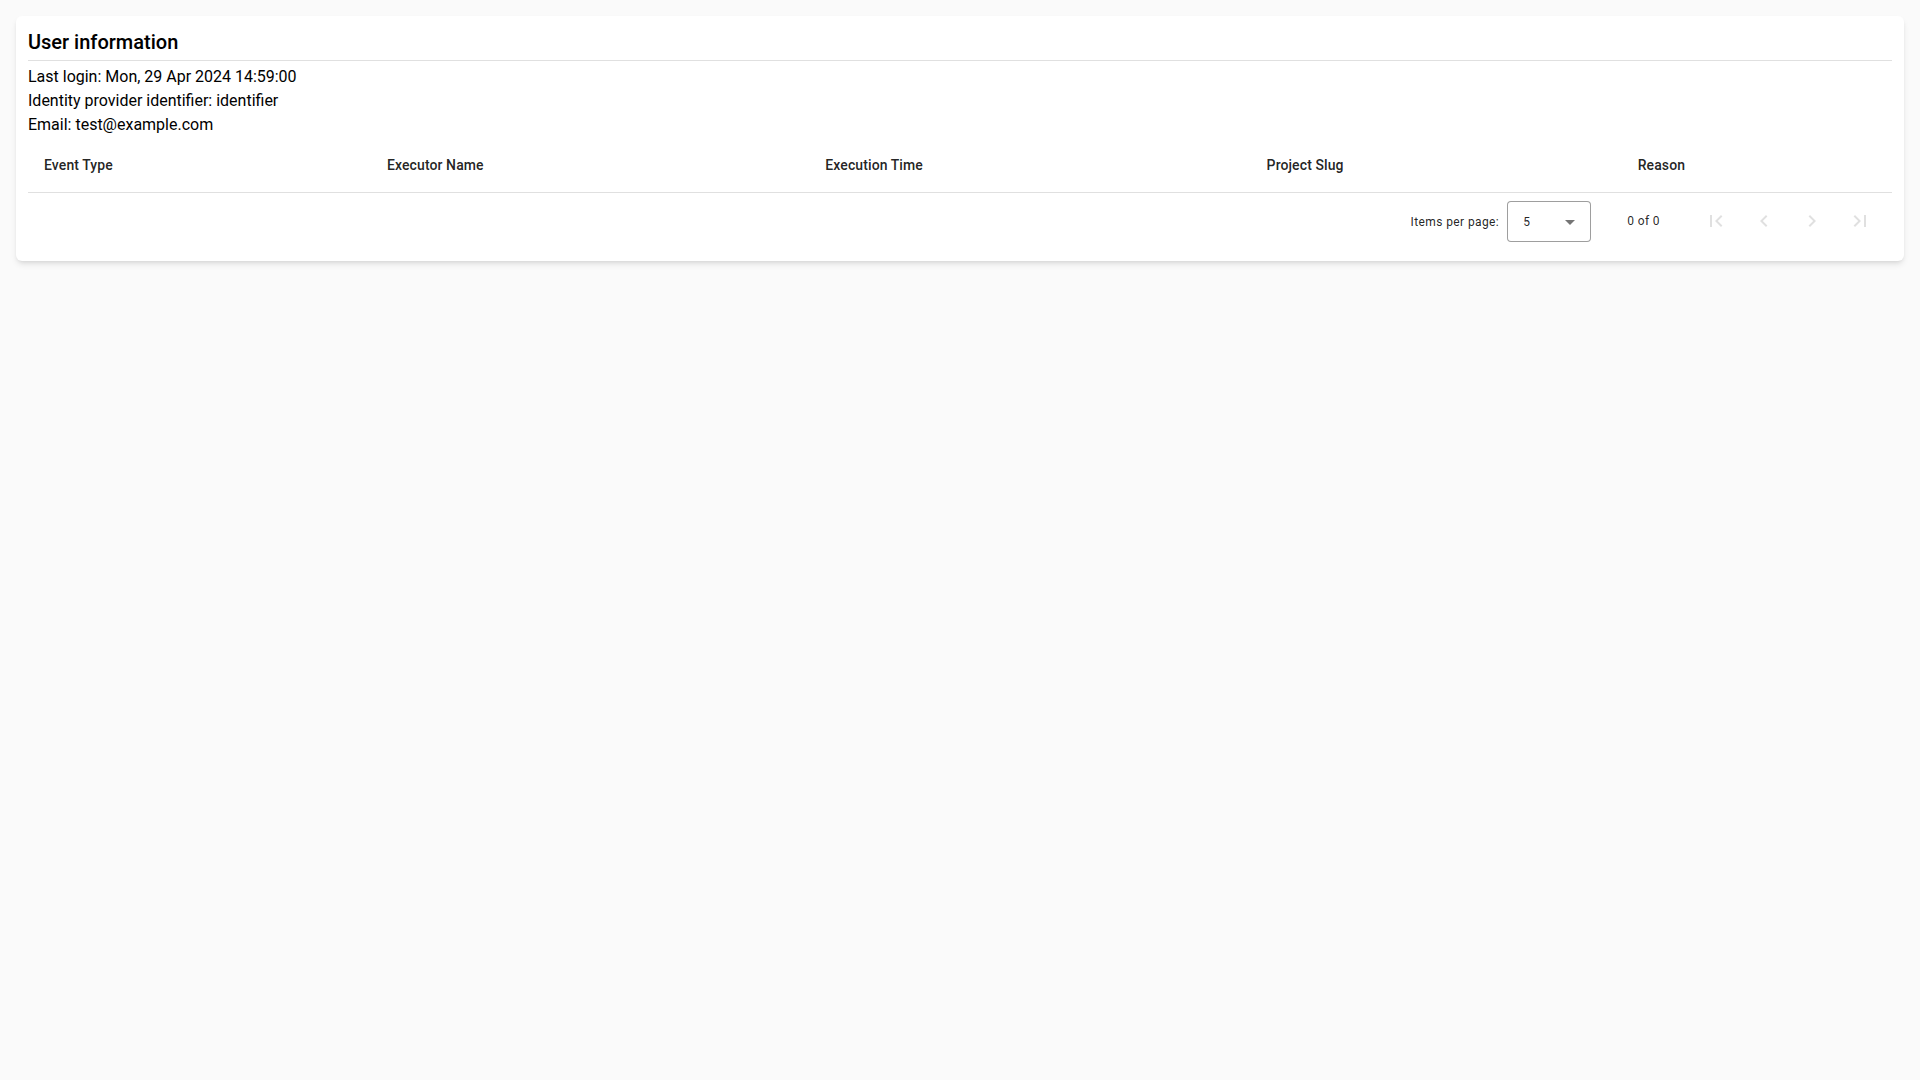 User information
Last login: Mon, 29 Apr 2024 14:59:00
Identity provider identifier: identifier
Email: test@example.com
Event Type Executor Name Execution Time Project Slug Reason
Items per page: 5 0 of 0